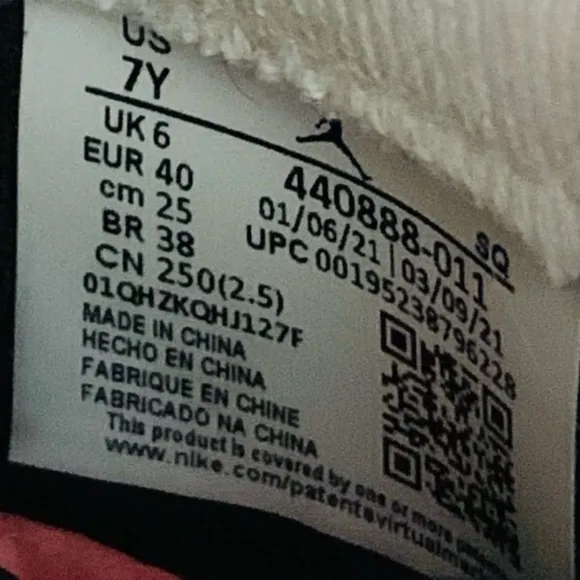 US
7Y
UK 6
EUR 40
cm 25
BR 38
CN 250(2.5)
01QHZKQHJ127F
MADE IN CHINA
HECHO EN CHINA
FABRIQUE EN CHINE
FABRICADO NA CHINA
This product is covered by one or more
www.nike.com/patentsvirtualmar
SQ
440888-011
01/06/21 | 03/09/21
UPC 00195238796228